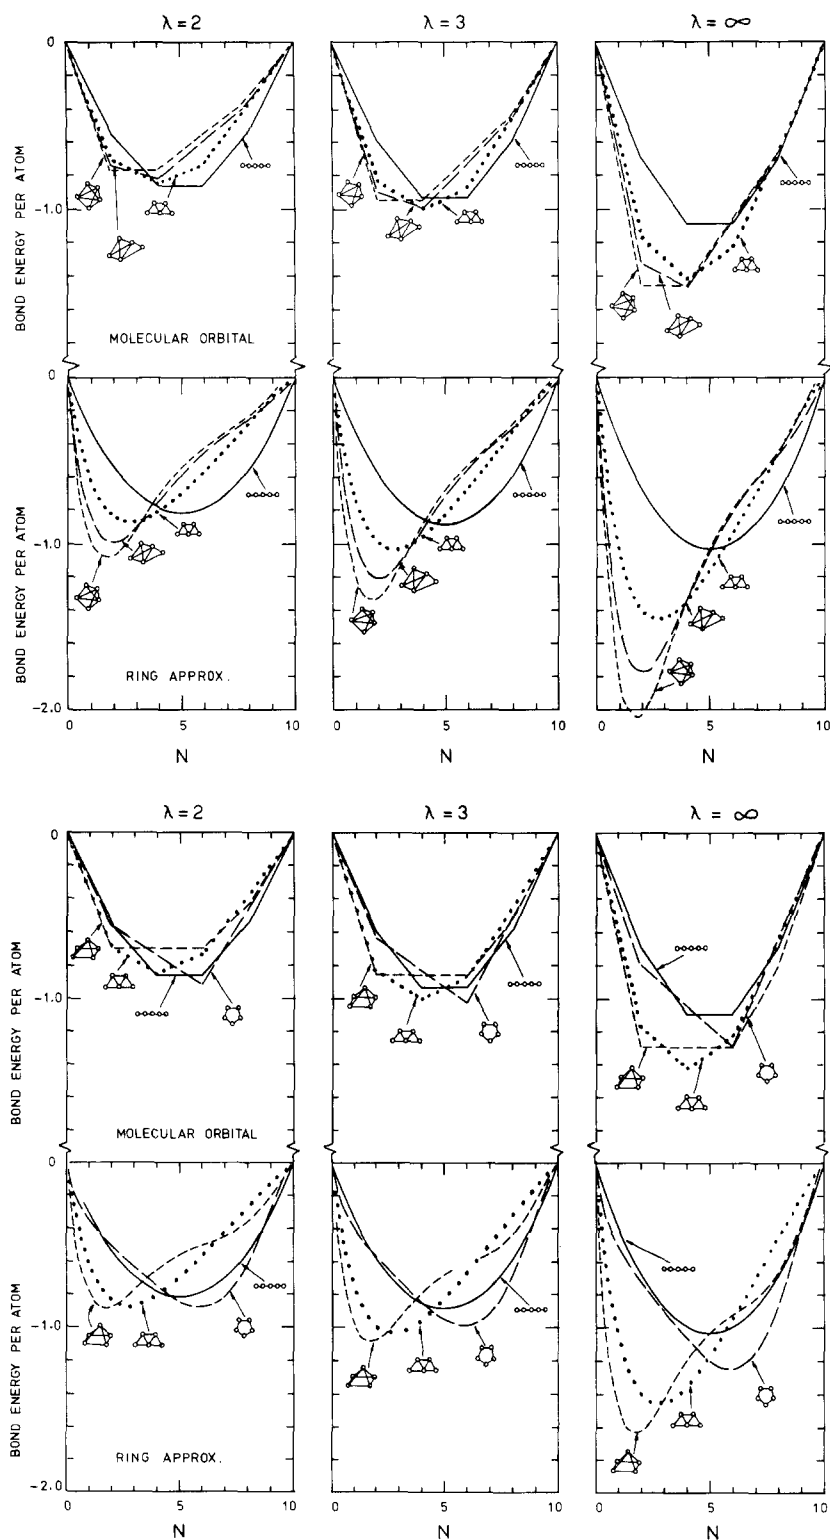 λ = 2
λ = 3
λ = ∞
0
-1.0
BOND ENERGY PER ATOM
MOLECULAR ORBITAL
0
-1.0
-2.0
BOND ENERGY PER ATOM
RING APPROX.
0 5 10
0 5 10
0 5 10
N
N
N
λ = 2
λ = 3
λ = ∞
0
-1.0
BOND ENERGY PER ATOM
MOLECULAR ORBITAL
0
-1.0
-2.0
BOND ENERGY PER ATOM
RING APPROX.
0 5 10
0 5 10
0 5 10
N
N
N